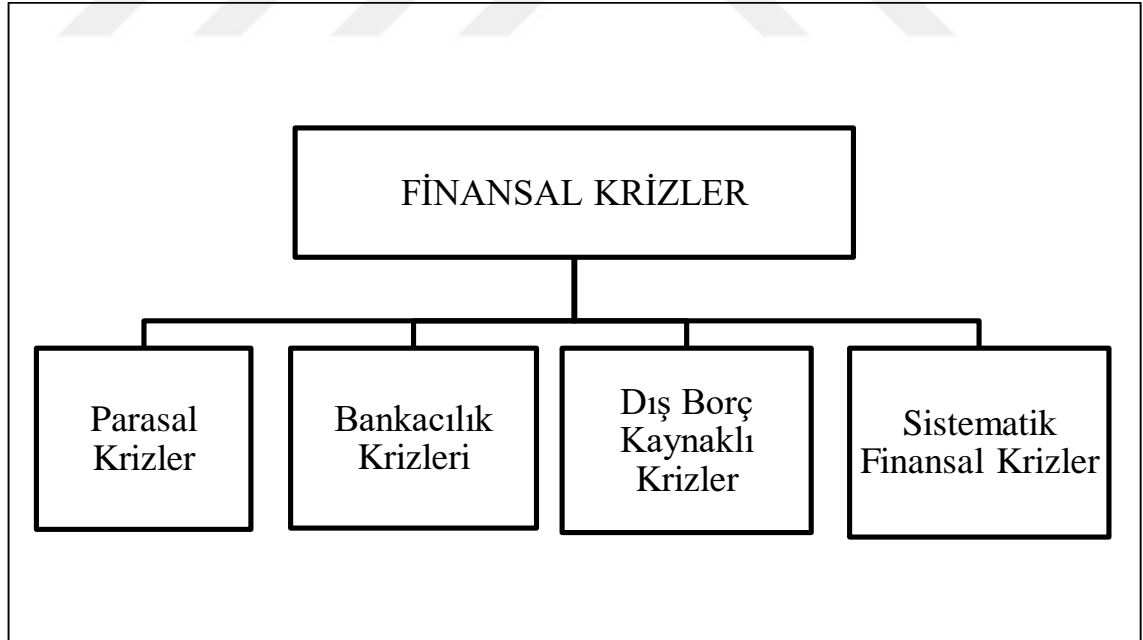 FİNANSAL KRİZLER
Parasal
Krizler
Bankacılık
Krizleri
Dış Borç
Kaynaklı
Krizler
Sistematik
Finansal Krizler